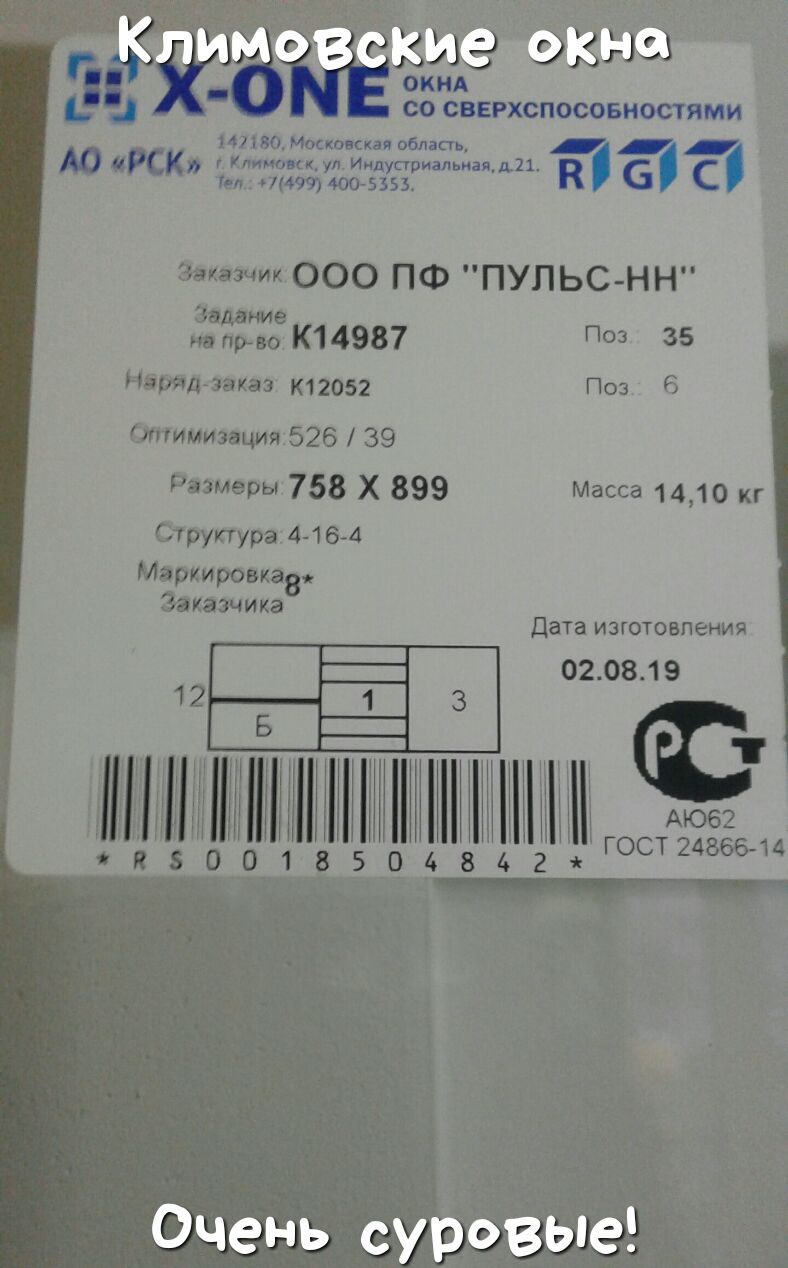 Климовские окна
X-ONE ОКНА СО СВЕРХСПОСОБНОСТЯМИ
АО «РСК»
142180, Московская область,
г. Климовск, ул. Индустриальная, д.21.
Тел.: +7(499) 400-5353.
R G C
Заказчик: ООО ПФ "ПУЛЬС-НН"
Задание на пр-во: К14987 Поз.: 35
Наряд-заказ: К12052 Поз.: 6
Оптимизация: 526 / 39
Размеры: 758 X 899 Масса 14,10 кг
Структура: 4-16-4
Маркировка Заказчика 8*
Дата изготовления:
02.08.19
12 Б 1 3
РСТ
АЮ62
ГОСТ 24866-14
* R S 0 0 1 8 5 0 4 8 4 2 *
Очень суровые!